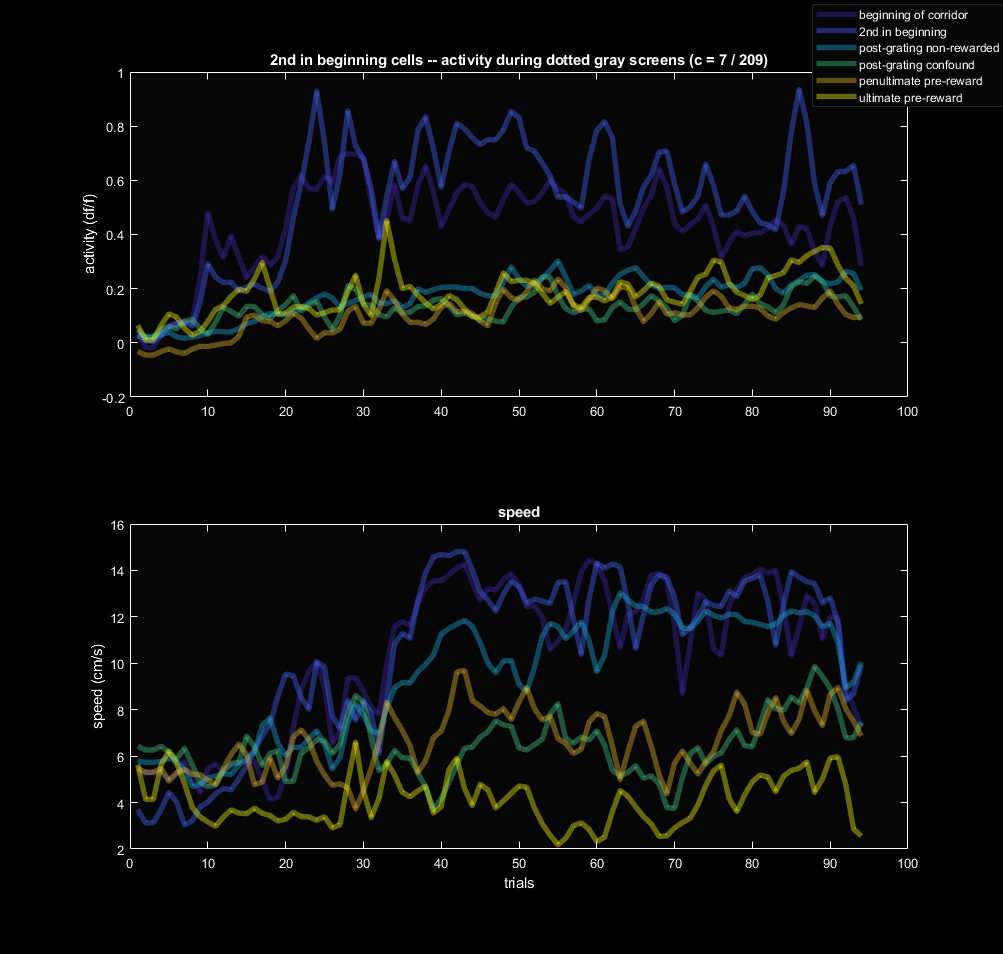 beginning of corridor
2nd in beginning
post-grating non-rewarded
post-grating confound
penultimate pre-reward
ultimate pre-reward
2nd in beginning cells -- activity during dotted gray screens (c = 7 / 209)
activity (df/f)
1
0.8
0.6
0.4
0.2
0
-0.2
0 10 20 30 40 50 60 70 80 90 100
speed
speed (cm/s)
16
14
12
10
8
6
4
2
0 10 20 30 40 50 60 70 80 90 100
trials